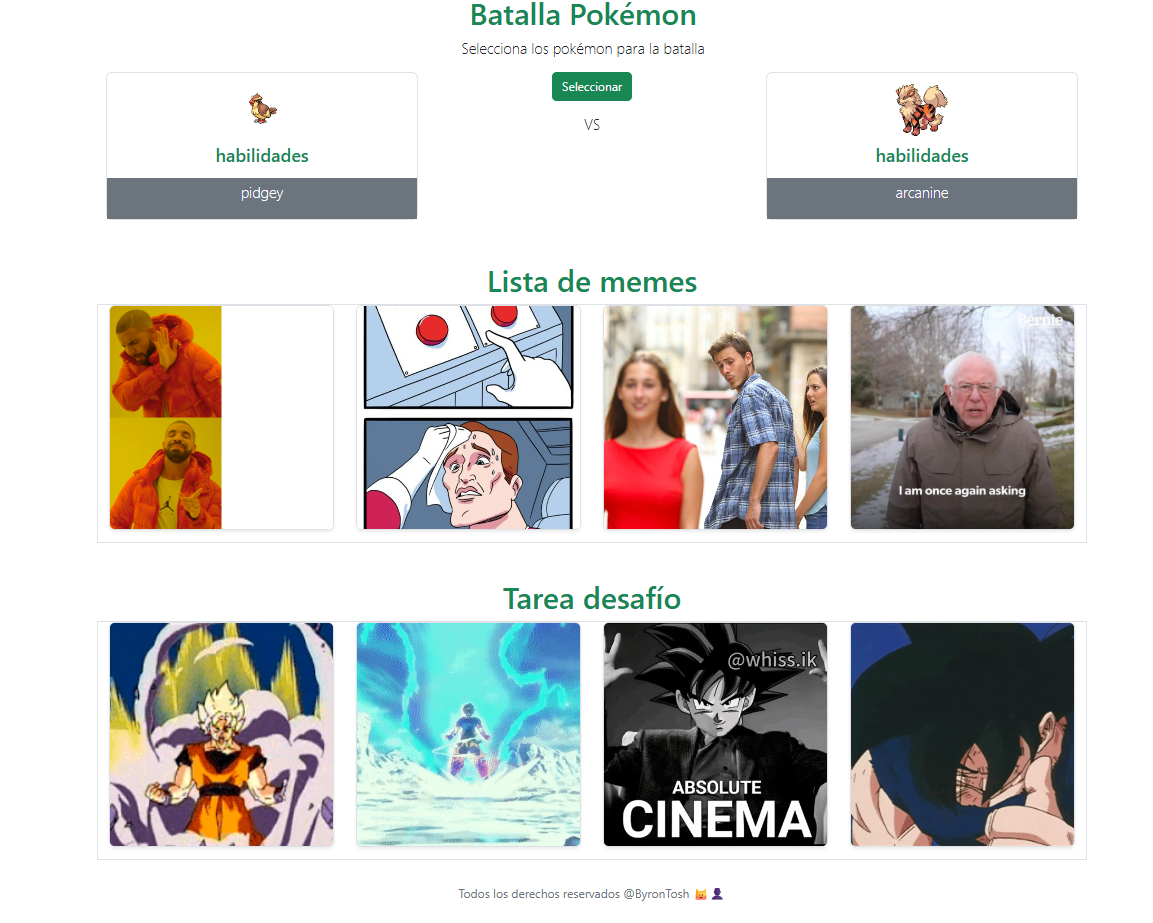 Batalla Pokémon
Selecciona los pokémon para la batalla
Seleccionar
VS
habilidades
pidgey
habilidades
arcanine
Lista de memes
Bernie
I am once again asking
Tarea desafío
@whiss.ik
ABSOLUTE
CINEMA
Todos los derechos reservados @ByronTosh